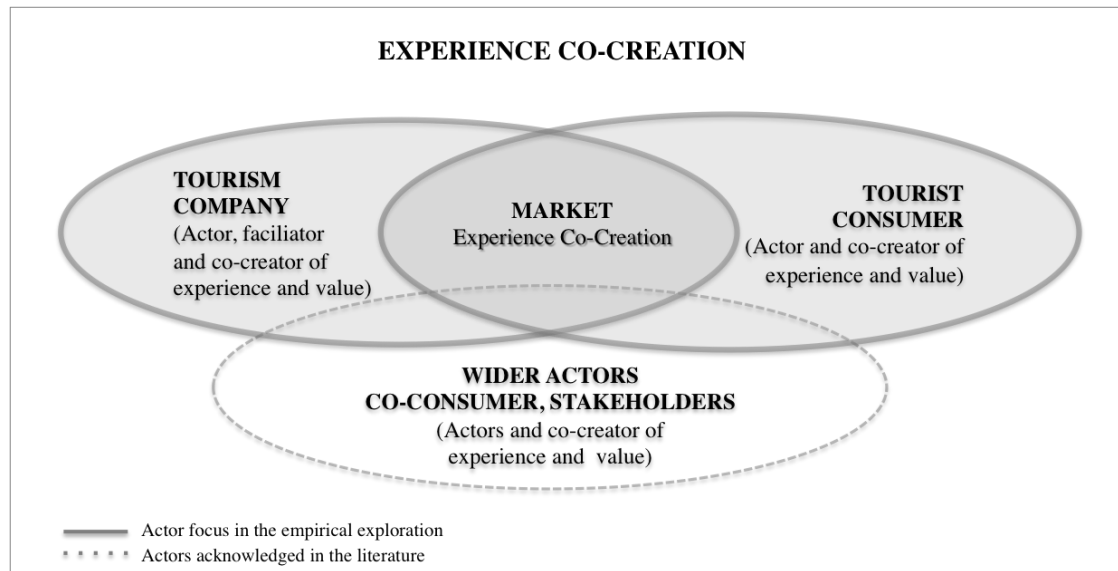 EXPERIENCE CO-CREATION
TOURISM
COMPANY
(Actor, faciliator
and co-creator of
experience and value)
MARKET
Experience Co-Creation
TOURIST
CONSUMER
(Actor and co-creator of
experience and value)
WIDER ACTORS
CO-CONSUMER, STAKEHOLDERS
(Actors and co-creator of
experience and value)
Actor focus in the empirical exploration
Actors acknowledged in the literature